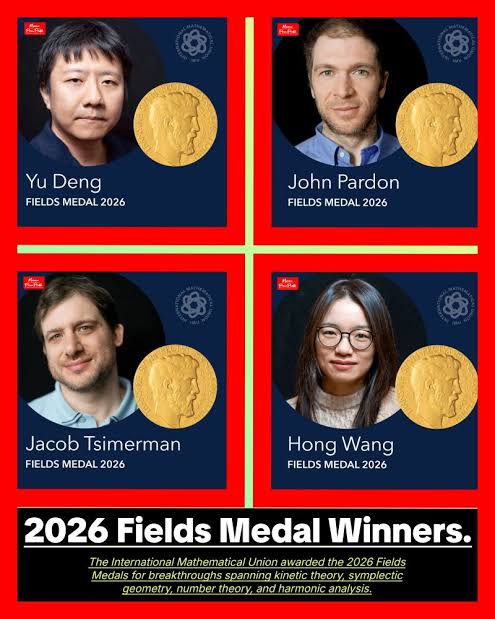 Yu Deng
FIELDS MEDAL 2026
John Pardon
FIELDS MEDAL 2026
Jacob Tsimerman
FIELDS MEDAL 2026
Hong Wang
FIELDS MEDAL 2026
2026 Fields Medal Winners.
The International Mathematical Union awarded the 2026 Fields
Medals for breakthroughs spanning kinetic theory, symplectic
geometry, number theory, and harmonic analysis.